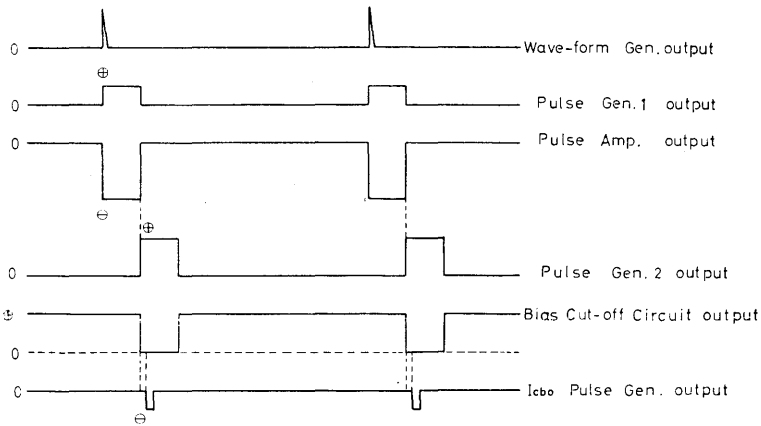 0 Wave-form Gen. output
⊕
0 Pulse Gen. 1 output
0 Pulse Amp. output
⊖
⊕
0 Pulse Gen. 2 output
⊕ Bias Cut-off Circuit output
0
0 Icbo Pulse Gen. output
⊖